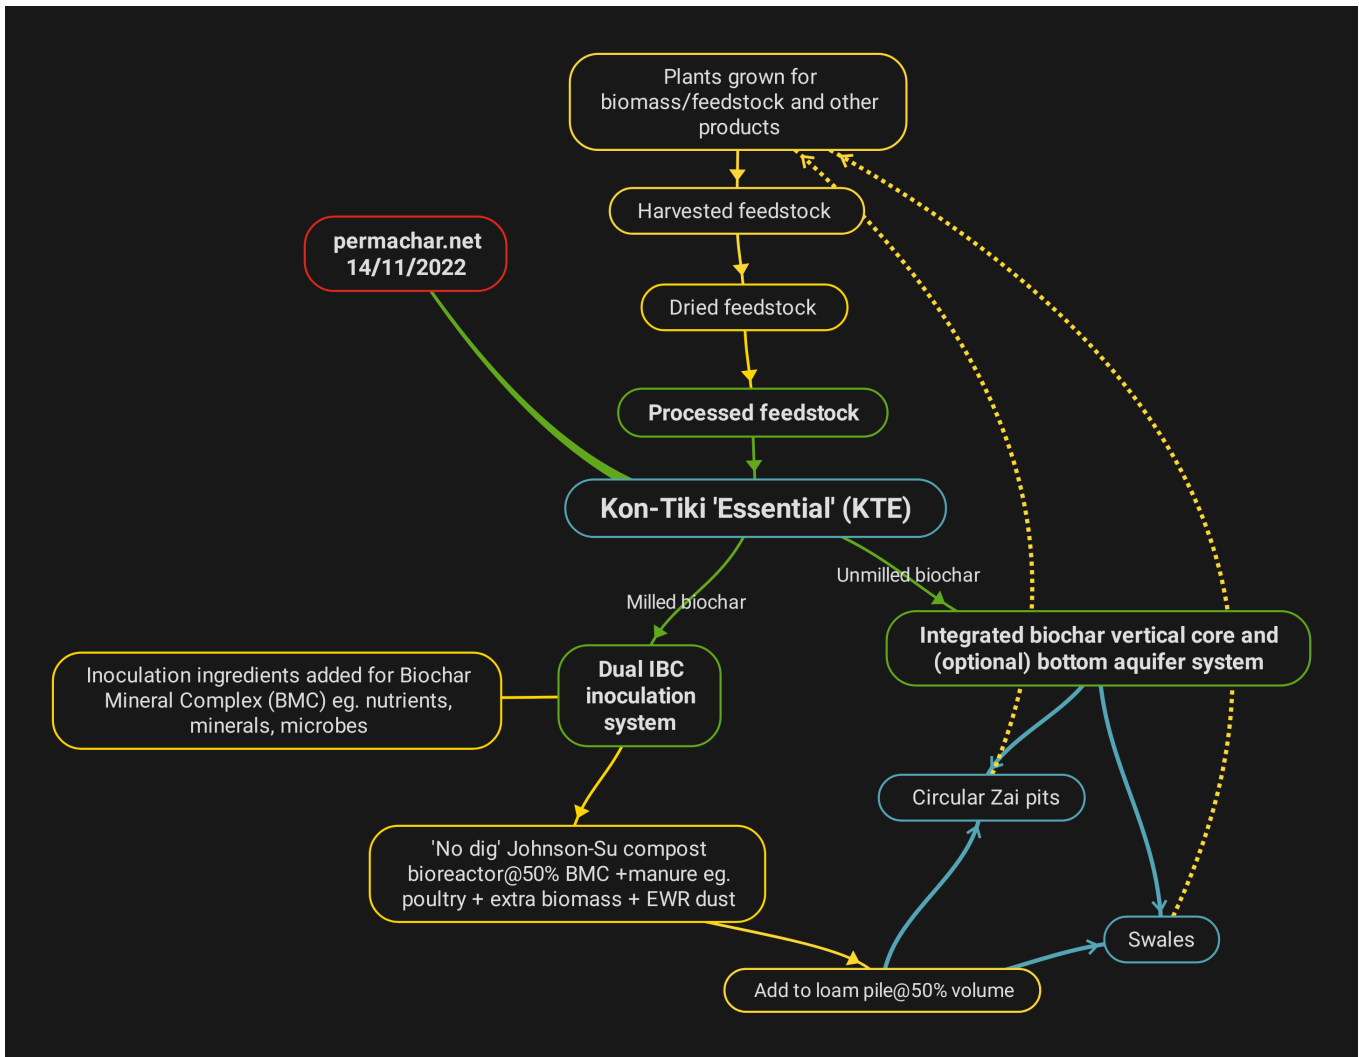 Plants grown for
biomass/feedstock and other
products
Harvested feedstock
permachar.net
14/11/2022
Dried feedstock
Processed feedstock
Kon-Tiki 'Essential' (KTE)
Unmilled biochar
Milled biochar
Integrated biochar vertical core and
(optional) bottom aquifer system
Inoculation ingredients added for Biochar
Mineral Complex (BMC) eg. nutrients,
minerals, microbes
Dual IBC
inoculation
system
Circular Zai pits
'No dig' Johnson-Su compost
bioreactor@50% BMC +manure eg.
poultry + extra biomass + EWR dust
Swales
Add to loam pile@50% volume